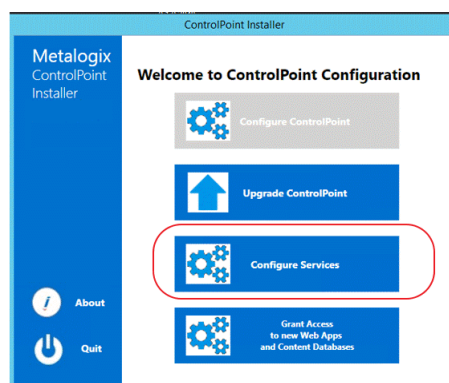 ControlPoint Installer
Metalogix
ControlPoint
Installer
Welcome to ControlPoint Configuration
Configure ControlPoint
Upgrade ControlPoint
Configure Services
Grant Access
to new Web Apps
and Content Databases
i About
Quit